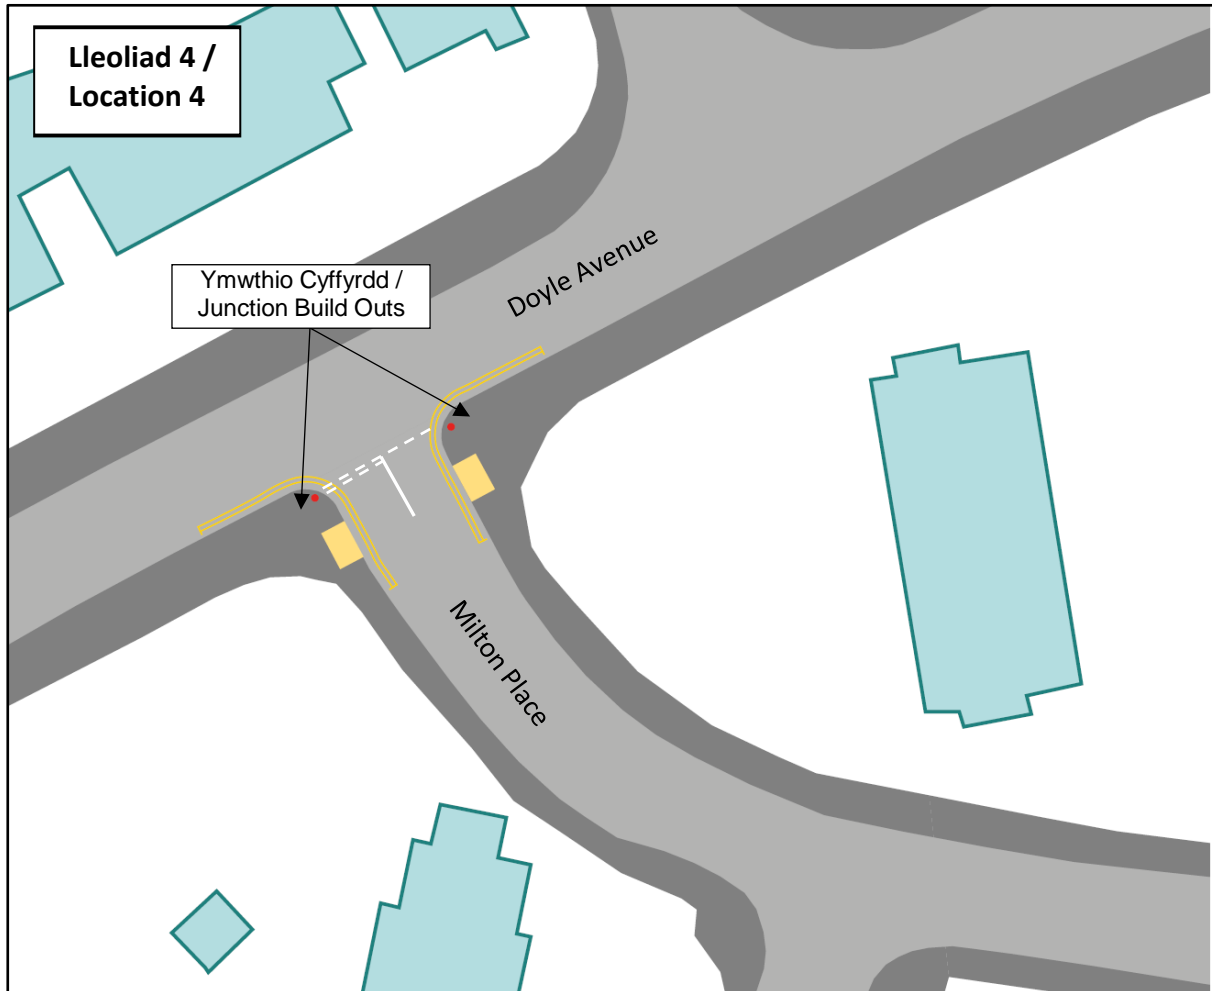 Lleoliad 4 /
Location 4
Ymwthio Cyffyrdd /
Junction Build Outs
Doyle Avenue
Milton Place